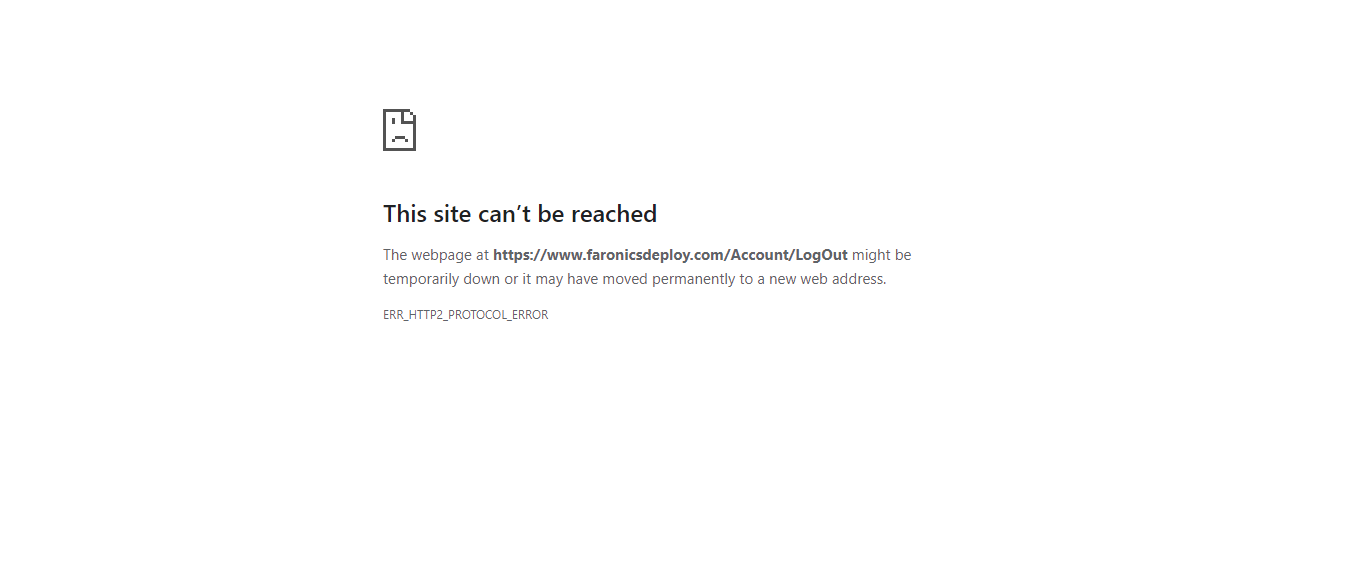 This site can’t be reached
The webpage at https://www.faronicsdeploy.com/Account/LogOut might be
temporarily down or it may have moved permanently to a new web address.
ERR_HTTP2_PROTOCOL_ERROR